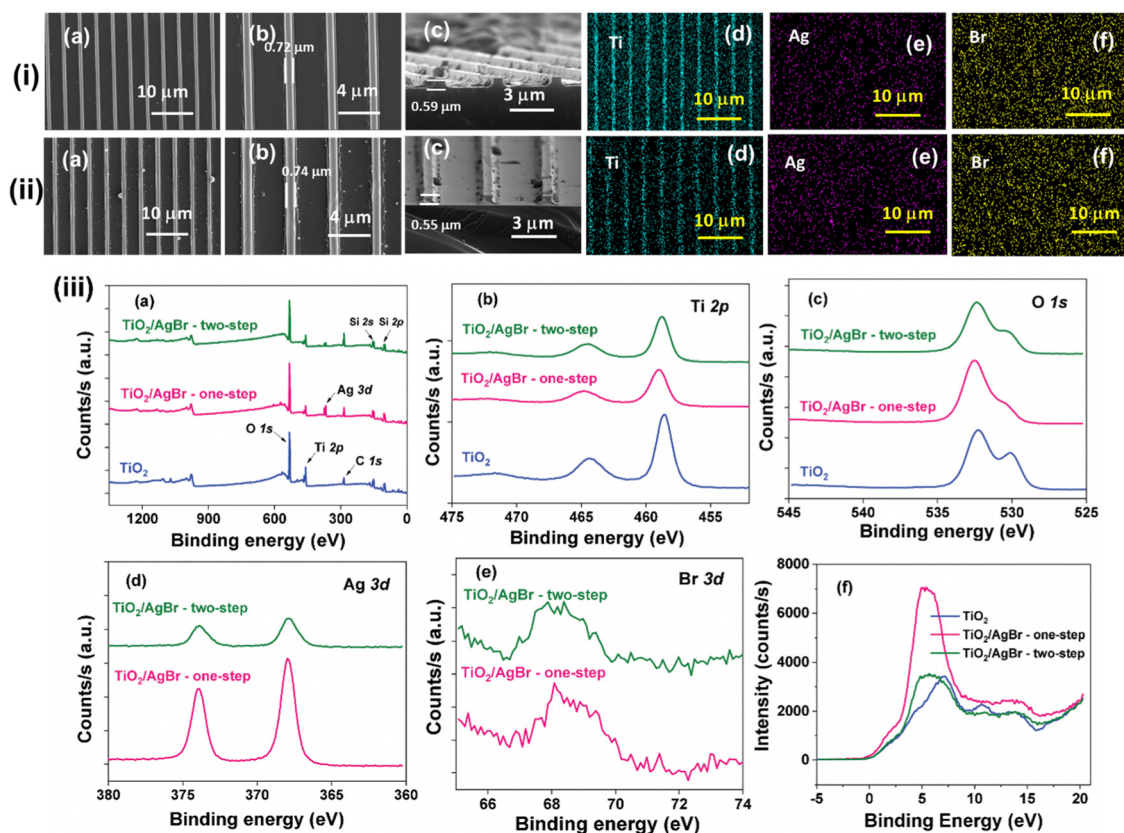 (i)
(a)
10 μm
(b)
0.72 μm
4 μm
(c)
0.59 μm
3 μm
Ti
(d)
10 μm
Ag
(e)
10 μm
Br
(f)
10 μm
(ii)
(a)
10 μm
(b)
0.74 μm
4 μm
(c)
0.55 μm
3 μm
Ti
(d)
10 μm
Ag
(e)
10 μm
Br
(f)
10 μm
(iii)
(a)
TiO2/AgBr - two-step
Si 2s
Si 2p
TiO2/AgBr - one-step
Ag 3d
O 1s
Ti 2p
TiO2
C 1s
Counts/s (a.u.)
1200 900 600 300 0
Binding energy (eV)
(b)
Ti 2p
TiO2/AgBr - two-step
TiO2/AgBr - one-step
TiO2
Counts/s (a.u.)
475 470 465 460 455
Binding energy (eV)
(c)
O 1s
TiO2/AgBr - two-step
TiO2/AgBr - one-step
TiO2
Counts/s (a.u.)
545 540 535 530 525
Binding energy (eV)
(d)
Ag 3d
TiO2/AgBr - two-step
TiO2/AgBr - one-step
Counts/s (a.u.)
380 375 370 365 360
Binding energy (eV)
(e)
Br 3d
TiO2/AgBr - two-step
TiO2/AgBr - one-step
Counts/s (a.u.)
66 68 70 72 74
Binding energy (eV)
(f)
8000
6000
4000
2000
0
TiO2
TiO2/AgBr - one-step
TiO2/AgBr - two-step
Intensity (counts/s)
-5 0 5 10 15 20
Binding Energy (eV)